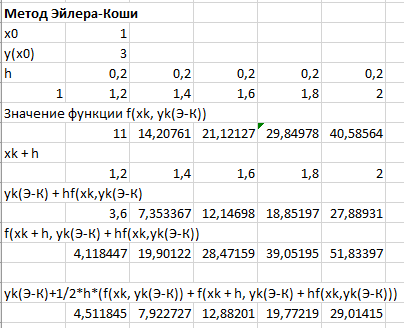 Метод Эйлера-Коши
x0 1
y(x0) 3
h 0,2 0,2 0,2 0,2 0,2
1 1,2 1,4 1,6 1,8 2
Значение функции f(xk, yk(Э-К))
11 14,20761 21,12127 29,84978 40,58564
xk + h
1,2 1,4 1,6 1,8 2
yk(Э-К) + hf(xk,yk(Э-К)
3,6 7,353367 12,14698 18,85197 27,88931
f(xk + h, yk(Э-К) + hf(xk,yk(Э-К))
4,118447 19,90122 28,47159 39,05195 51,83397
yk(Э-К)+1/2*h*(f(xk, yk(Э-К)) + f(xk + h, yk(Э-К) + hf(xk,yk(Э-К)))
4,511845 7,922727 12,88201 19,77219 29,01415